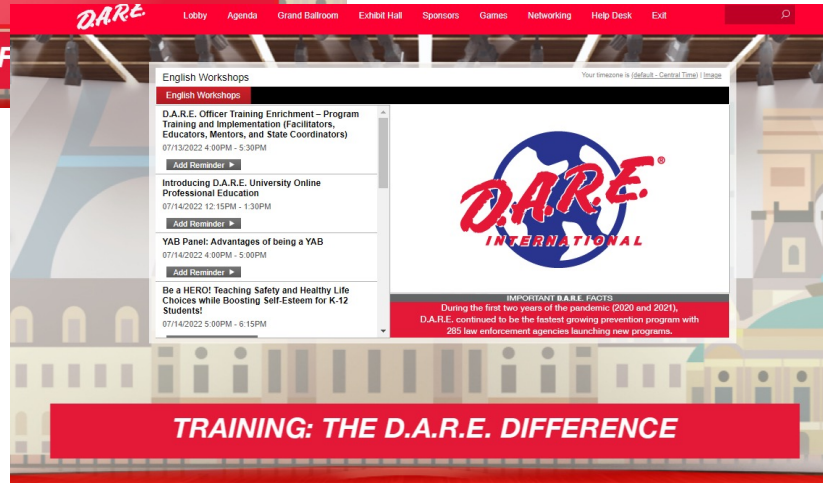 D.A.R.E.
Lobby Agenda Grand Ballroom Exhibit Hall Sponsors Games Networking Help Desk Exit
F
English Workshops
Your timezone is (default - Central Time) | Image
English Workshops
D.A.R.E. Officer Training Enrichment – Program
Training and Implementation (Facilitators,
Educators, Mentors, and State Coordinators)
07/13/2022 4:00PM - 5:30PM
Add Reminder
Introducing D.A.R.E. University Online
Professional Education
07/14/2022 12:15PM - 1:30PM
Add Reminder
YAB Panel: Advantages of being a YAB
07/14/2022 4:00PM - 5:00PM
Add Reminder
Be a HERO! Teaching Safety and Healthy Life
Choices while Boosting Self-Esteem for K-12
Students!
07/14/2022 5:00PM - 6:15PM
D.A.R.E.®
INTERNATIONAL
IMPORTANT D.A.R.E. FACTS
During the first two years of the pandemic (2020 and 2021),
D.A.R.E. continued to be the fastest growing prevention program with
285 law enforcement agencies launching new programs.
TRAINING: THE D.A.R.E. DIFFERENCE